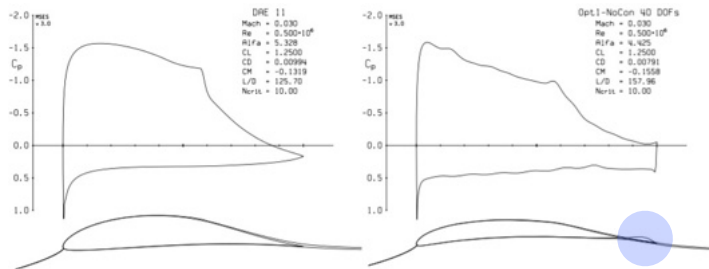 MSES
v 3.0
DAE 11
Mach = 0.030
Re = 0.500*10⁶
Alfa = 5.328
CL = 1.2500
CD = 0.00994
CM = -0.1319
L/D = 125.70
Ncrit = 10.00
-2.0
-1.5
Cp
-1.0
-0.5
0.0
0.5
1.0
MSES
v 3.0
Opt1-NoCon 40 DOFs
Mach = 0.030
Re = 0.500*10⁶
Alfa = 4.425
CL = 1.2500
CD = 0.00791
CM = -0.1558
L/D = 157.96
Ncrit = 10.00
-2.0
-1.5
Cp
-1.0
-0.5
0.0
0.5
1.0